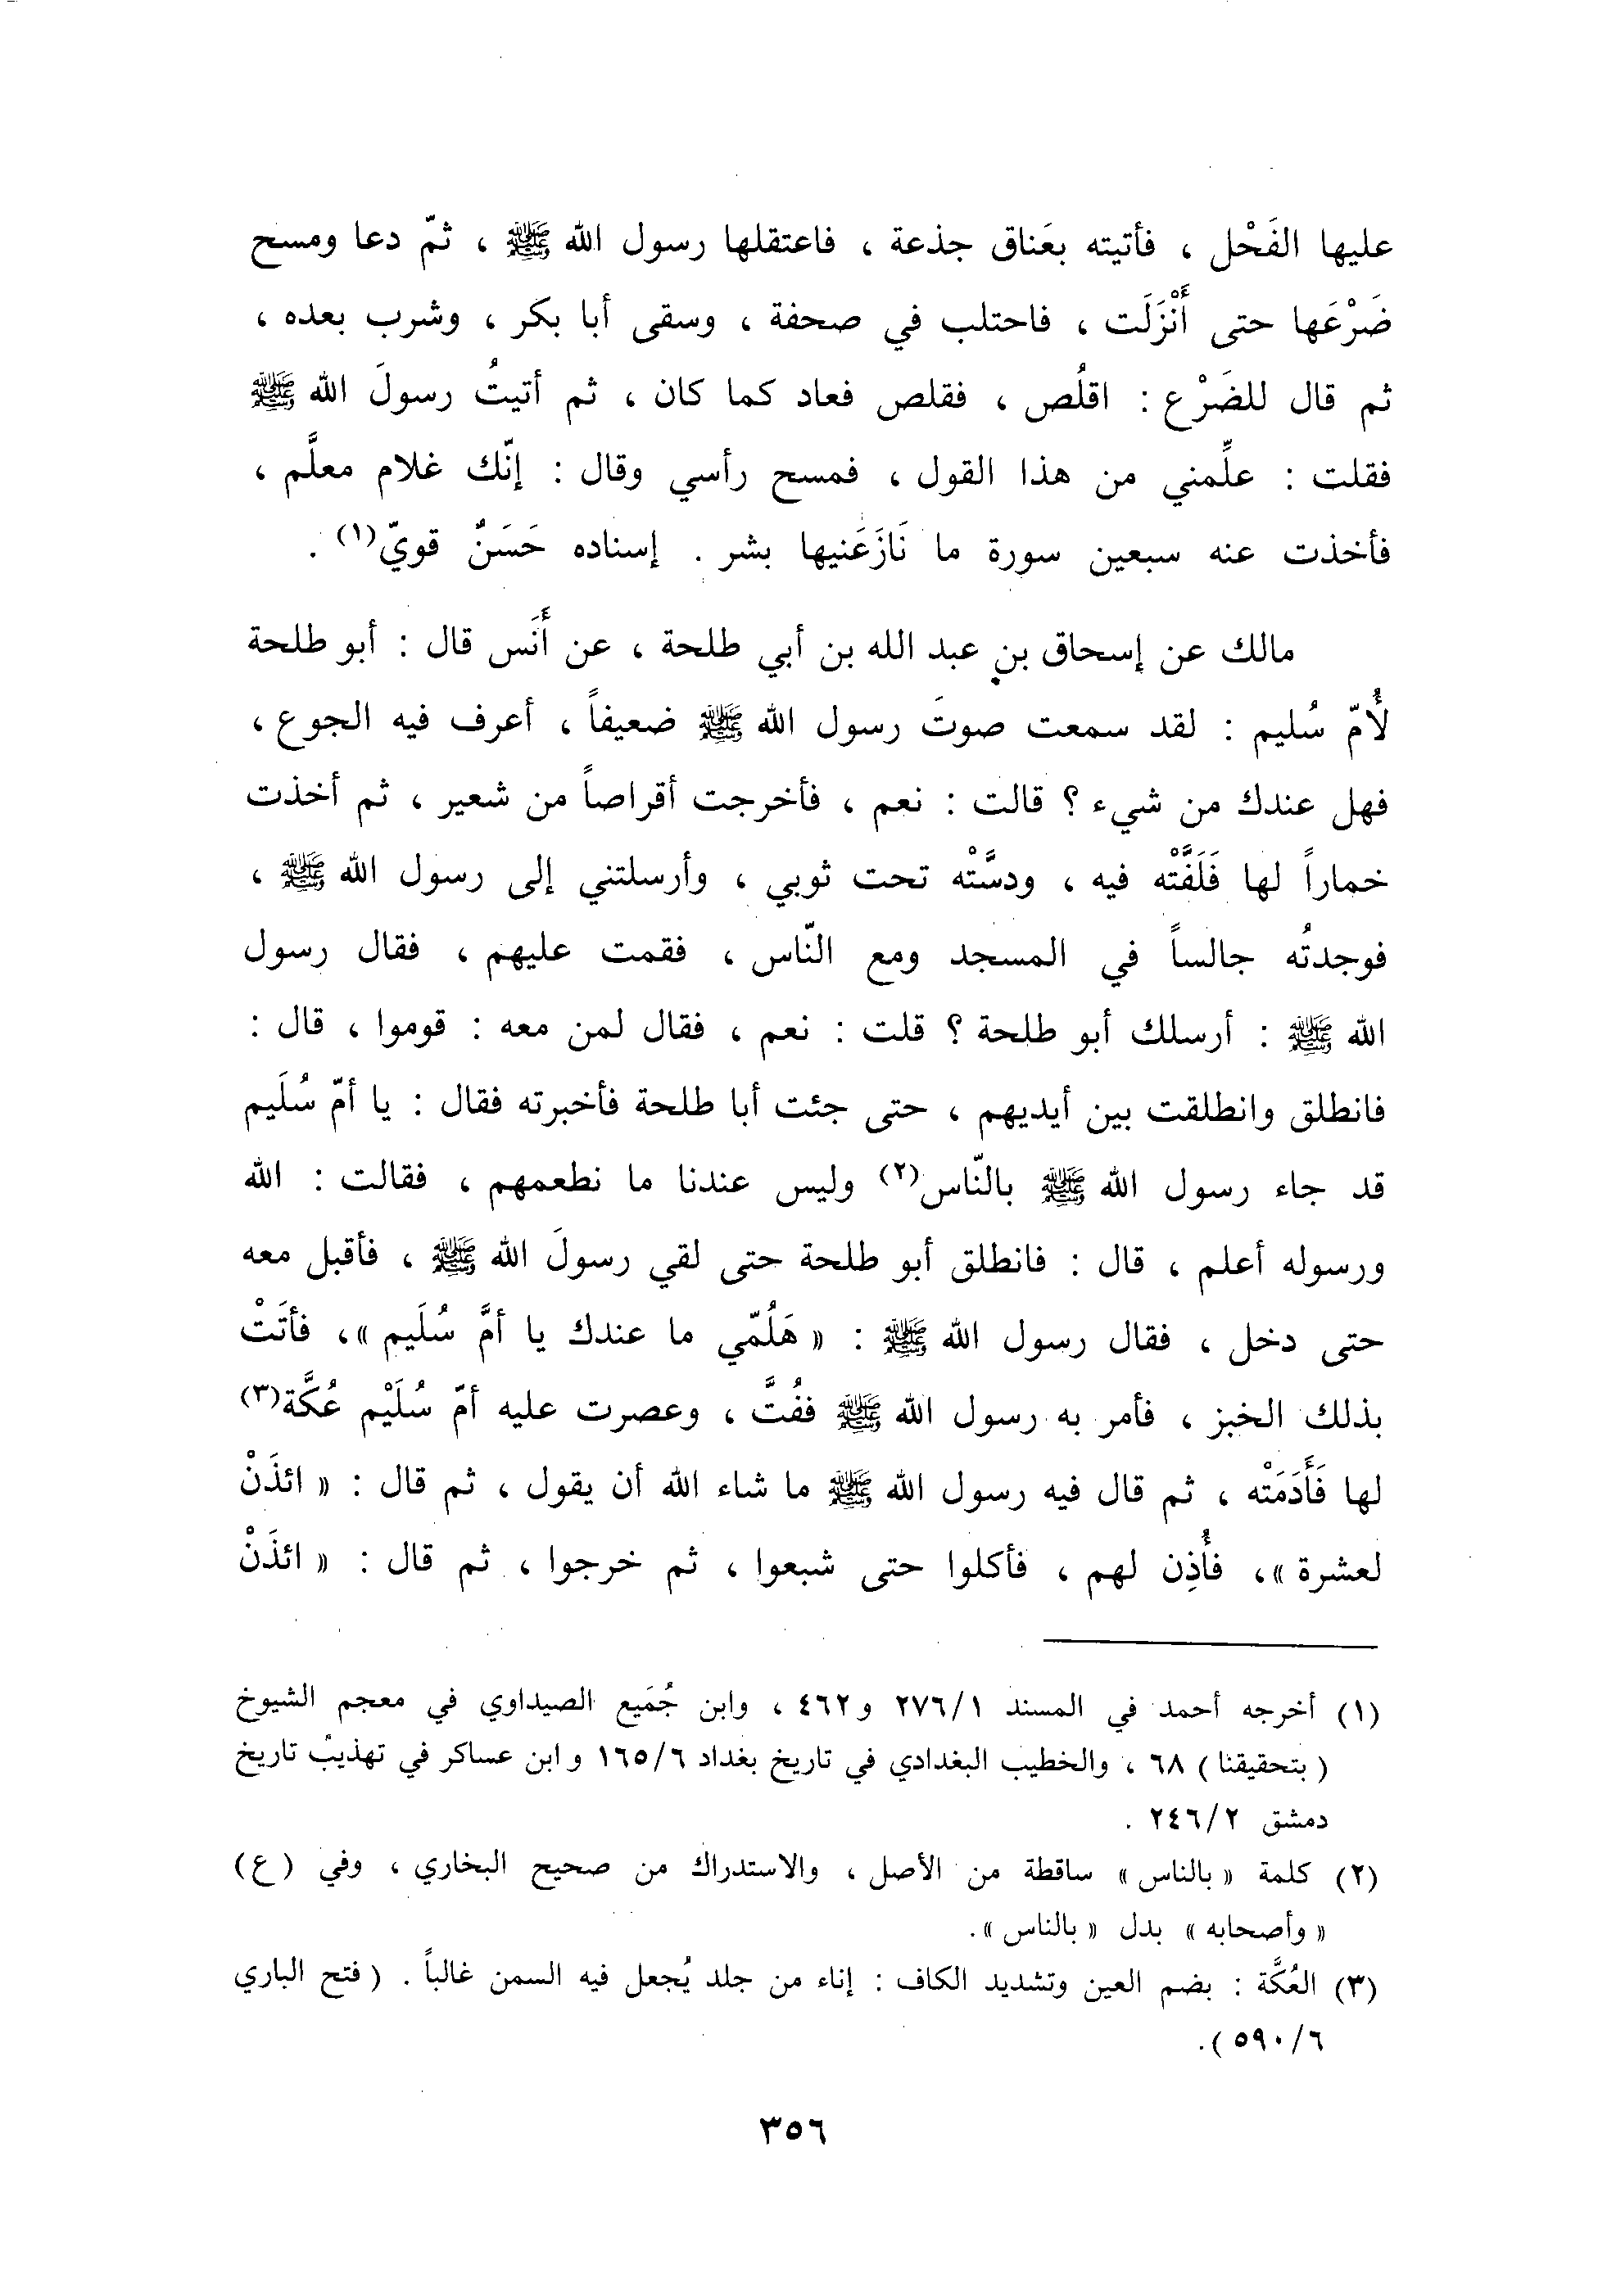 عليها الفَحْل ، فأتيته بعَناق جذعة ، فاعتقلها رسول الله ﷺ ، ثمّ دعا ومسح
ضَرْعَها حتى أَنْزَلَت ، فاحتلب في صحفة ، وسقى أبا بكر ، وشرب بعده ،
ثم قال للضَرْع : اقلُص ، فقلص فعاد كما كان ، ثم أتيتُ رسولَ الله ﷺ
فقلت : علِّمني من هذا القول ، فمسح رأسي وقال : إنّك غلام معلَّم ،
فأخذت عنه سبعين سورة ما نَازَعَنيها بشر . إسناده حَسَنٌ قويّ(١) .
مالك عن إسحاق بن عبد الله بن أبي طلحة ، عن أَنَس قال : أبو طلحة
لأُمّ سُليم : لقد سمعت صوتَ رسول الله ﷺ ضعيفاً ، أعرف فيه الجوع ،
فهل عندك من شيء ؟ قالت : نعم ، فأخرجت أقراصاً من شعير ، ثم أخذت
خماراً لها فَلَفَّتْه فيه ، ودسَّتْه تحت ثوبي ، وأرسلتني إلى رسول الله ﷺ ،
فوجدتُه جالساً في المسجد ومع النّاس ، فقمت عليهم ، فقال رسول
الله ﷺ : أرسلك أبو طلحة ؟ قلت : نعم ، فقال لمن معه : قوموا ، قال :
فانطلق وانطلقت بين أيديهم ، حتى جئت أبا طلحة فأخبرته فقال : يا أمّ سُلَيم
قد جاء رسول الله ﷺ بالنّاس(٢) وليس عندنا ما نطعمهم ، فقالت : الله
ورسوله أعلم ، قال : فانطلق أبو طلحة حتى لقي رسولَ الله ﷺ ، فأقبل معه
حتى دخل ، فقال رسول الله ﷺ : « هَلُمّي ما عندك يا أمَّ سُلَيم »، فأتَتْ
بذلك الخبز ، فأمر به رسول الله ﷺ ففُتَّ ، وعصرت عليه أمّ سُلَيْم عُكَّة(٣)
لها فَأَدَمَتْه ، ثم قال فيه رسول الله ﷺ ما شاء الله أن يقول ، ثم قال : « ائذَنْ
لعشرة »، فأُذِن لهم ، فأكلوا حتى شبعوا ، ثم خرجوا ، ثم قال : « ائذَنْ
(١) أخرجه أحمد في المسند ٢٧٦/١ و٤٦٢ ، وابن جُمَيع الصيداوي في معجم الشيوخ
( بتحقيقنا ) ٦٨ ، والخطيب البغدادي في تاريخ بغداد ١٦٥/٦ وابن عساكر في تهذيب تاريخ
دمشق ٢٤٦/٢ .
(٢) كلمة « بالناس » ساقطة من الأصل ، والاستدراك من صحيح البخاري ، وفي (ع)
« وأصحابه » بدل « بالناس ».
(٣) العُكَّة : بضم العين وتشديد الكاف : إناء من جلد يُجعل فيه السمن غالباً . ( فتح الباري
٥٩٠/٦ ).
٣٥٦